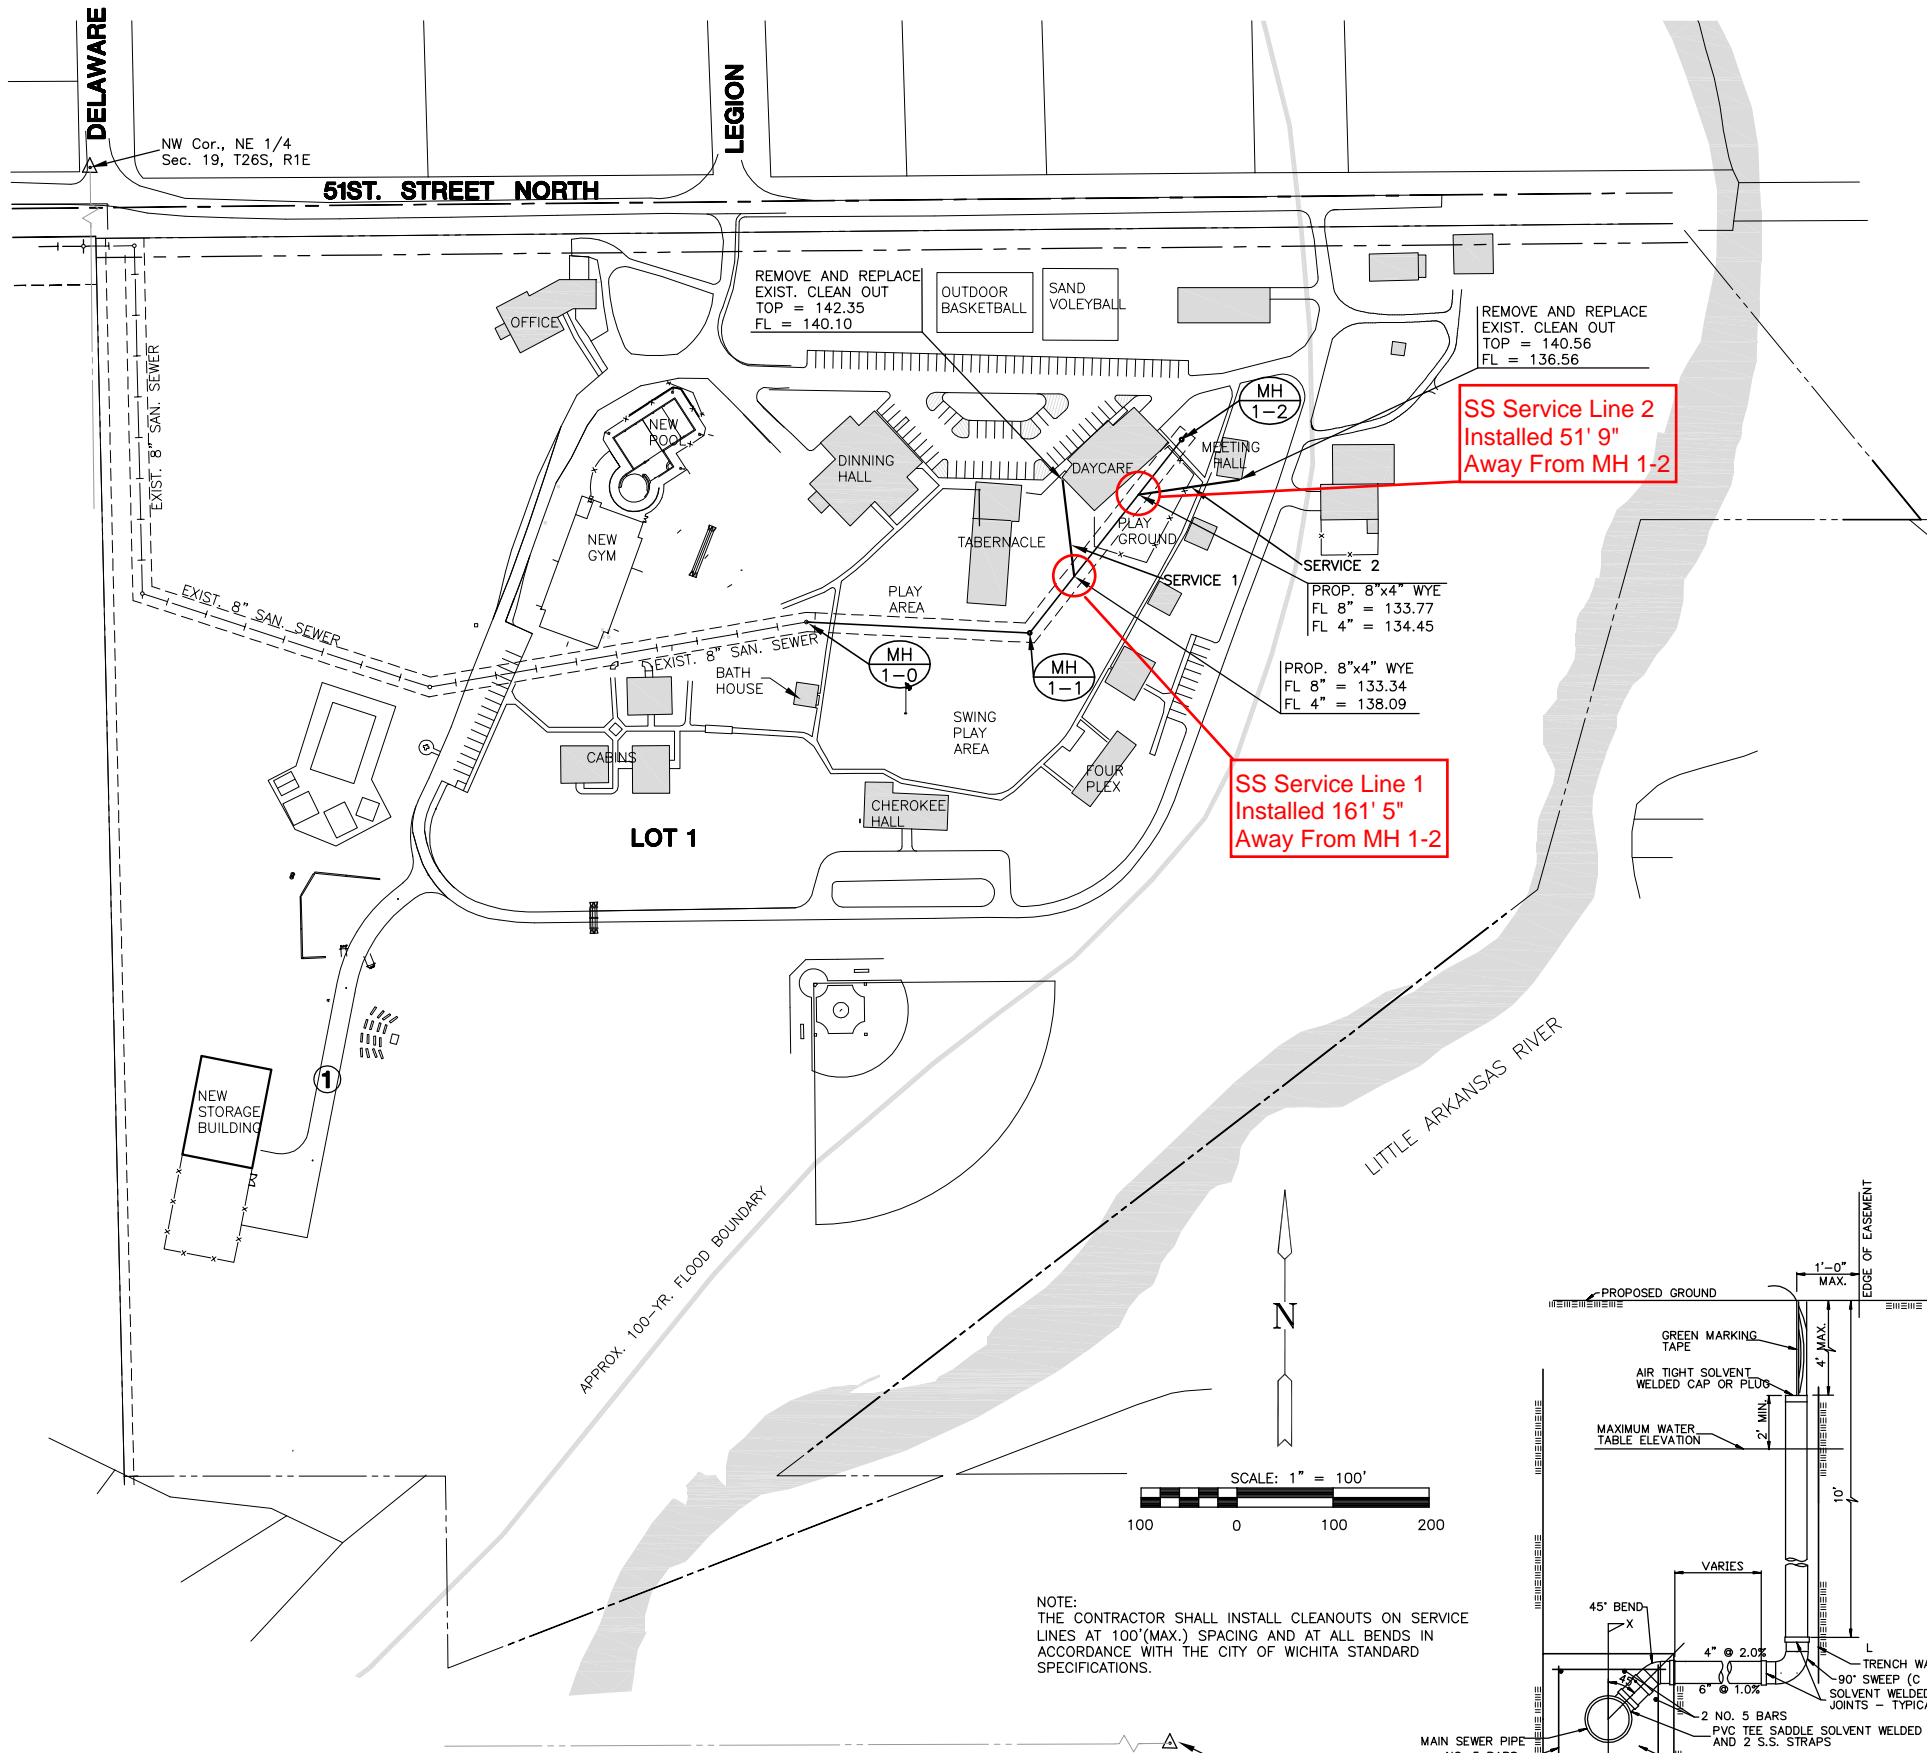 DELAWARE
LEGION
NW Cor., NE 1/4
Sec. 19, T26S, R1E
51ST. STREET NORTH
REMOVE AND REPLACE
EXIST. CLEAN OUT
TOP = 142.35
FL = 140.10
OUTDOOR
BASKETBALL
SAND
VOLEYBALL
OFFICE
REMOVE AND REPLACE
EXIST. CLEAN OUT
TOP = 140.56
FL = 136.56
EXIST. 8" SAN. SEWER
MH
1-2
SS Service Line 2
Installed 51' 9"
Away From MH 1-2
NEW
POOL
DINNING
HALL
DAYCARE
MEETING
HALL
NEW
GYM
TABERNACLE
PLAY
GROUND
SERVICE 2
SERVICE 1
PLAY
AREA
PROP. 8"x4" WYE
FL 8" = 133.77
FL 4" = 134.45
EXIST. 8" SAN. SEWER
EXIST. 8" SAN. SEWER
MH
1-0
MH
1-1
BATH
HOUSE
PROP. 8"x4" WYE
FL 8" = 133.34
FL 4" = 138.09
SWING
PLAY
AREA
CABINS
FOUR
PLEX
SS Service Line 1
Installed 161' 5"
Away From MH 1-2
CHEROKEE
HALL
LOT 1
NEW
STORAGE
BUILDING
1
LITTLE ARKANSAS RIVER
APPROX. 100-YR. FLOOD BOUNDARY
N
SCALE: 1" = 100'
100 0 100 200
NOTE:
THE CONTRACTOR SHALL INSTALL CLEANOUTS ON SERVICE
LINES AT 100'(MAX.) SPACING AND AT ALL BENDS IN
ACCORDANCE WITH THE CITY OF WICHITA STANDARD
SPECIFICATIONS.
EDGE OF EASEMENT
1'-0"
MAX.
PROPOSED GROUND
GREEN MARKING
TAPE
4' MAX.
AIR TIGHT SOLVENT
WELDED CAP OR PLUG
2' MIN.
MAXIMUM WATER
TABLE ELEVATION
10'
VARIES
45° BEND
X
4" @ 2.0%
6" @ 1.0%
45°
L
TRENCH WA
90° SWEEP (C
SOLVENT WELDED
JOINTS - TYPICA
2 NO. 5 BARS
PVC TEE SADDLE SOLVENT WELDED
AND 2 S.S. STRAPS
MAIN SEWER PIPE